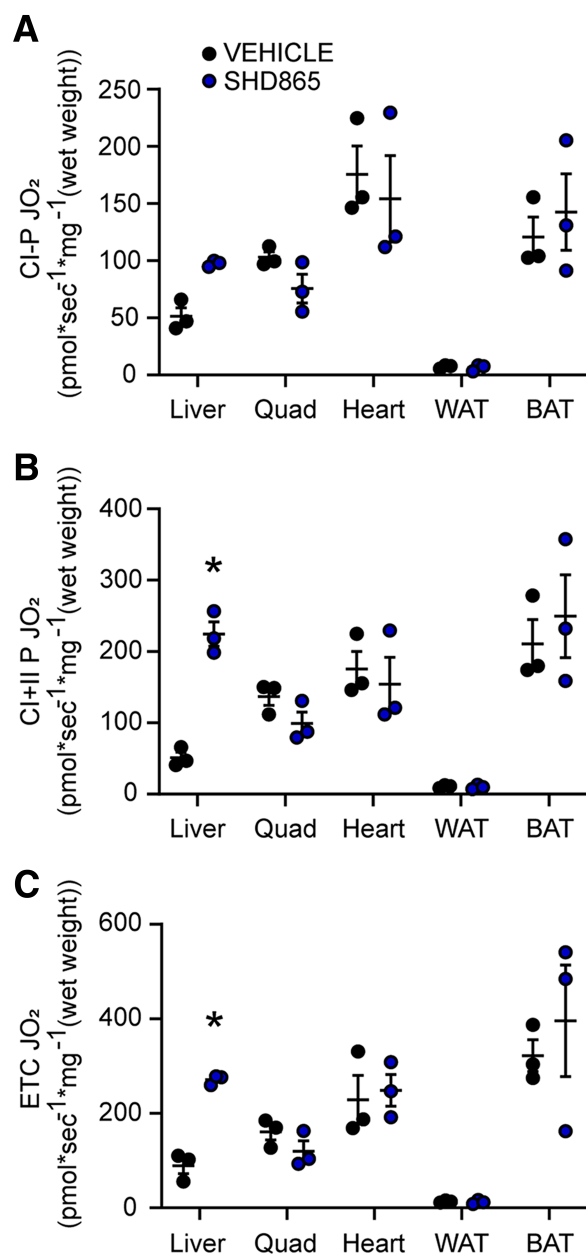 A
VEHICLE
SHD865
CI-P JO₂
(pmol*sec⁻¹*mg⁻¹(wet weight))
250
200
150
100
50
0
Liver Quad Heart WAT BAT
B
CI+II P JO₂
(pmol*sec⁻¹*mg⁻¹(wet weight))
400
300
200
100
0
*
Liver Quad Heart WAT BAT
C
ETC JO₂
(pmol*sec⁻¹*mg⁻¹(wet weight))
600
400
200
0
*
Liver Quad Heart WAT BAT